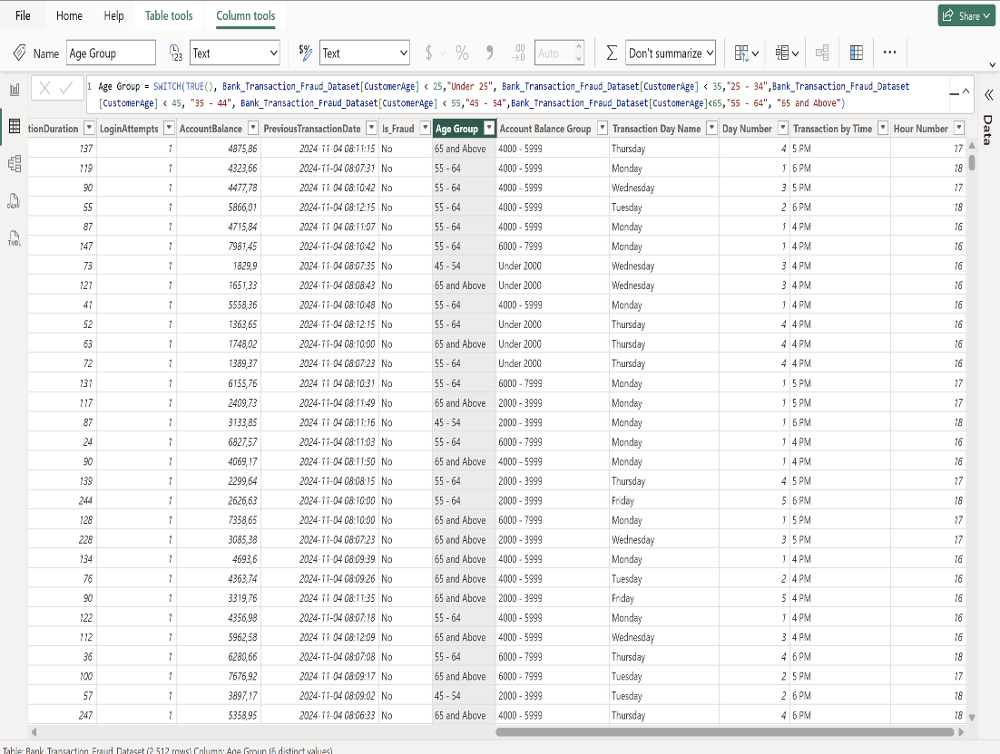 File Home Help Table tools Column tools Share
Name Age Group Text Text $ % Auto Don't summarize
1 Age Group = SWITCH(TRUE(), Bank_Transaction_Fraud_Dataset[CustomerAge] < 25,"Under 25", Bank_Transaction_Fraud_Dataset[CustomerAge] < 35,"25 - 34",Bank_Transaction_Fraud_Dataset
[CustomerAge] < 45, "35 - 44", Bank_Transaction_Fraud_Dataset[CustomerAge] < 55,"45 - 54",Bank_Transaction_Fraud_Dataset[CustomerAge]<65,"55 - 64", "65 and Above")
Data
tionDuration LoginAttempts AccountBalance PreviousTransactionDate Is_Fraud Age Group Account Balance Group Transaction Day Name Day Number Transaction by Time Hour Number
137 1 4875,86 2024-11-04 08:11:15 No 65 and Above 4000 - 5999 Thursday 4 5 PM 17
119 1 4323,66 2024-11-04 08:07:31 No 55 - 64 4000 - 5999 Monday 1 6 PM 18
90 1 4477,78 2024-11-04 08:10:42 No 55 - 64 4000 - 5999 Wednesday 3 5 PM 17
55 1 5866,01 2024-11-04 08:12:15 No 55 - 64 4000 - 5999 Tuesday 2 6 PM 18
87 1 4715,84 2024-11-04 08:11:07 No 55 - 64 4000 - 5999 Monday 1 4 PM 16
147 1 7981,45 2024-11-04 08:10:42 No 55 - 64 6000 - 7999 Monday 1 4 PM 16
73 1 1829,9 2024-11-04 08:07:35 No 45 - 54 Under 2000 Wednesday 3 4 PM 16
121 1 1651,33 2024-11-04 08:08:43 No 65 and Above Under 2000 Wednesday 3 4 PM 16
41 1 5558,36 2024-11-04 08:10:48 No 55 - 64 4000 - 5999 Monday 1 4 PM 16
52 1 1363,65 2024-11-04 08:12:15 No 55 - 64 Under 2000 Thursday 4 4 PM 16
63 1 1748,02 2024-11-04 08:10:00 No 65 and Above Under 2000 Thursday 4 4 PM 16
72 1 1389,37 2024-11-04 08:07:23 No 55 - 64 Under 2000 Thursday 4 4 PM 16
131 1 6155,76 2024-11-04 08:10:31 No 55 - 64 6000 - 7999 Monday 1 5 PM 17
117 1 2409,73 2024-11-04 08:11:49 No 65 and Above 2000 - 3999 Monday 1 5 PM 17
87 1 3133,85 2024-11-04 08:11:16 No 45 - 54 2000 - 3999 Monday 1 6 PM 18
24 1 6827,57 2024-11-04 08:11:03 No 55 - 64 6000 - 7999 Monday 1 4 PM 16
90 1 4069,17 2024-11-04 08:11:50 No 65 and Above 4000 - 5999 Monday 1 4 PM 16
139 1 2299,64 2024-11-04 08:08:15 No 55 - 64 2000 - 3999 Thursday 4 5 PM 17
244 1 2626,63 2024-11-04 08:10:00 No 55 - 64 2000 - 3999 Friday 5 6 PM 18
128 1 7358,65 2024-11-04 08:10:00 No 65 and Above 6000 - 7999 Monday 1 5 PM 17
228 1 3085,38 2024-11-04 08:07:23 No 65 and Above 2000 - 3999 Wednesday 3 5 PM 17
134 1 4693,6 2024-11-04 08:09:39 No 65 and Above 4000 - 5999 Monday 1 4 PM 16
76 1 4363,74 2024-11-04 08:09:26 No 65 and Above 4000 - 5999 Tuesday 2 4 PM 16
90 1 3319,76 2024-11-04 08:11:35 No 65 and Above 2000 - 3999 Friday 5 4 PM 16
122 1 4356,98 2024-11-04 08:07:18 No 55 - 64 4000 - 5999 Monday 1 4 PM 16
112 1 5962,58 2024-11-04 08:12:09 No 65 and Above 4000 - 5999 Wednesday 3 4 PM 16
36 1 6280,66 2024-11-04 08:07:08 No 55 - 64 6000 - 7999 Thursday 4 6 PM 18
100 1 7676,92 2024-11-04 08:09:17 No 65 and Above 6000 - 7999 Tuesday 2 5 PM 17
57 1 3897,17 2024-11-04 08:09:02 No 45 - 54 2000 - 3999 Tuesday 2 6 PM 18
247 1 5358,95 2024-11-04 08:06:33 No 65 and Above 4000 - 5999 Thursday 4 6 PM 18
Table: Bank_Transaction_Fraud_Dataset (2 512 rows) Column: Age Group (6 distinct values)